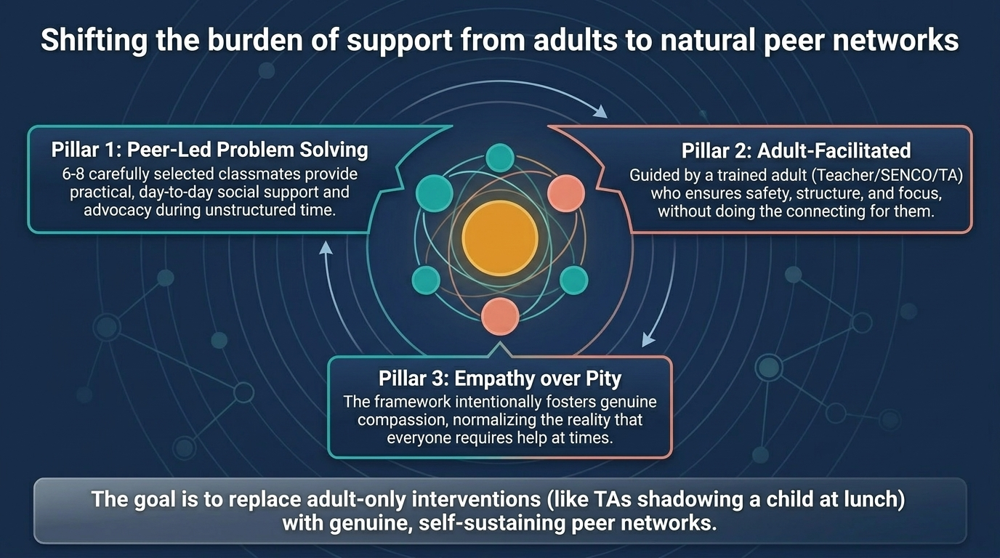 Shifting the burden of support from adults to natural peer networks
Pillar 1: Peer-Led Problem Solving
6-8 carefully selected classmates provide
practical, day-to-day social support and
advocacy during unstructured time.
Pillar 2: Adult-Facilitated
Guided by a trained adult (Teacher/SENCO/TA)
who ensures safety, structure, and focus,
without doing the connecting for them.
Pillar 3: Empathy over Pity
The framework intentionally fosters genuine
compassion, normalizing the reality that
everyone requires help at times.
The goal is to replace adult-only interventions (like TAs shadowing a child at lunch)
with genuine, self-sustaining peer networks.